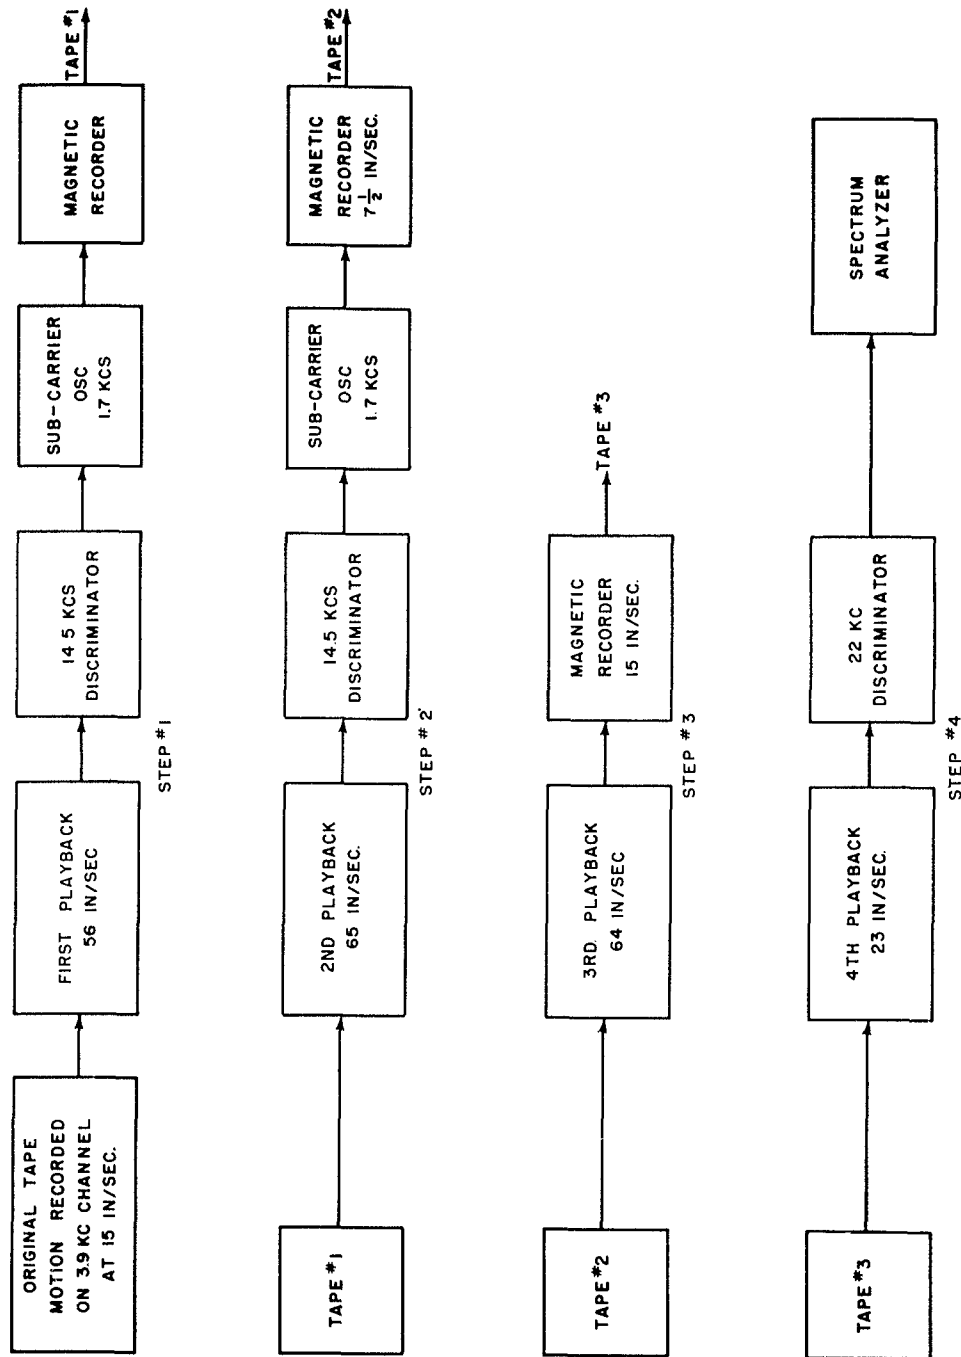 ORIGINAL TAPE
MOTION RECORDED
ON 3.9 KC CHANNEL
AT 15 IN/SEC.
FIRST PLAYBACK
56 IN/SEC
14 5 KCS
DISCRIMINATOR
SUB-CARRIER
OSC
1.7 KCS
MAGNETIC
RECORDER
TAPE #1
STEP #1
TAPE #1
2ND PLAYBACK
65 IN/SEC.
14.5 KCS
DISCRIMINATOR
SUB-CARRIER
OSC
1.7 KCS
MAGNETIC
RECORDER
7 1/2 IN/SEC.
TAPE #2
STEP #2
TAPE #2
3RD. PLAYBACK
64 IN/SEC
MAGNETIC
RECORDER
15 IN/SEC.
TAPE #3
STEP #3
TAPE #3
4TH PLAYBACK
23 IN/SEC.
22 KC
DISCRIMINATOR
SPECTRUM
ANALYZER
STEP #4